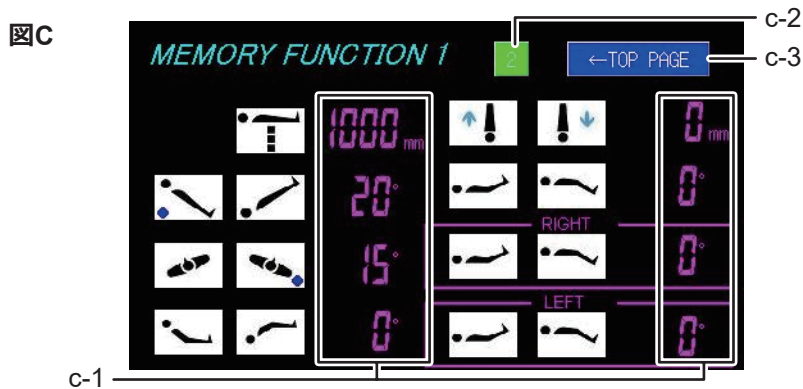 図C
MEMORY FUNCTION 1
2
←TOP PAGE
c-2
c-3
1000 mm
0 mm
20°
0°
RIGHT
15°
0°
LEFT
0°
0°
c-1